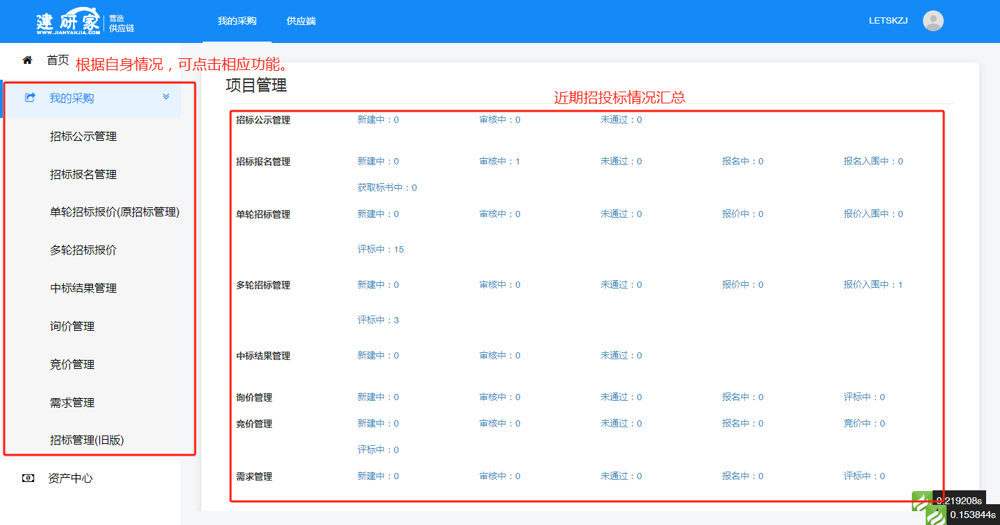 建研家 营造
WWW.JIANYANJIA.COM 供应链
我的采购 供应端 LETSKZJ
首页
根据自身情况，可点击相应功能。
我的采购
招标公示管理
招标报名管理
单轮招标报价(原招标管理)
多轮招标报价
中标结果管理
询价管理
竞价管理
需求管理
招标管理(旧版)
资产中心
项目管理
近期招投标情况汇总
招标公示管理 新建中：0 审核中：0 未通过：0
招标报名管理 新建中：0 审核中：1 未通过：0 报名中：0 报名入围中：0
获取标书中：0
单轮招标管理 新建中：0 审核中：0 未通过：0 报价中：0 报价入围中：0
评标中：15
多轮招标管理 新建中：0 审核中：0 未通过：0 报价中：0 报价入围中：1
评标中：3
中标结果管理 新建中：0 审核中：0 未通过：0
询价管理 新建中：0 审核中：0 未通过：0 报名中：0 评标中：0
竞价管理 新建中：0 审核中：0 未通过：0 报名中：0 竞价中：0
评标中：0
需求管理 新建中：0 审核中：0 未通过：0 报名中：0 评标中：0
0.219208s
0.153844s